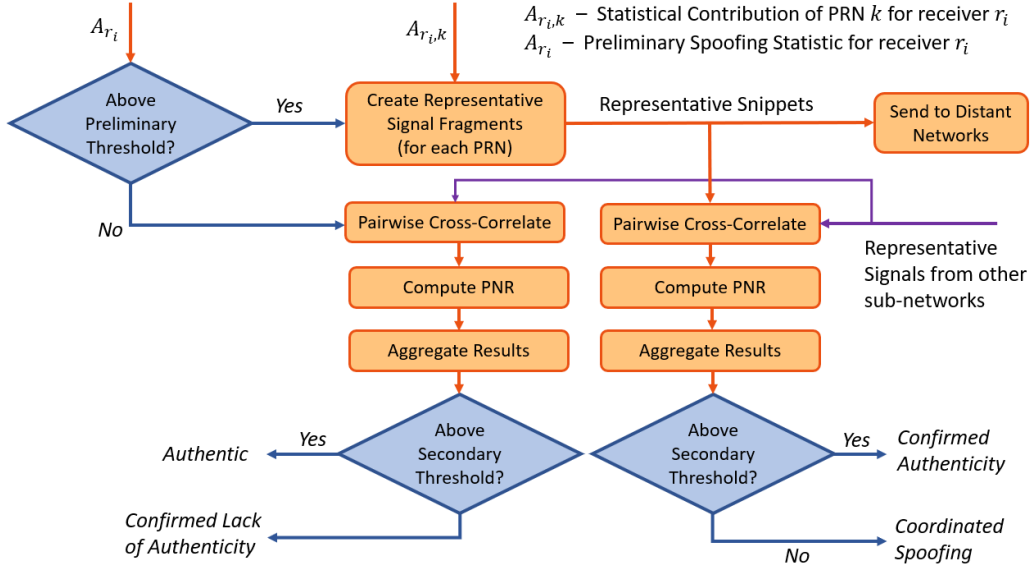 A_{r_i}
A_{r_i,k}
A_{r_i,k} – Statistical Contribution of PRN k for receiver r_i
A_{r_i} – Preliminary Spoofing Statistic for receiver r_i
Above
Preliminary
Threshold?
Yes
Create Representative
Signal Fragments
(for each PRN)
Representative Snippets
Send to Distant
Networks
No
Pairwise Cross-Correlate
Pairwise Cross-Correlate
Representative
Signals from other
sub-networks
Compute PNR
Compute PNR
Aggregate Results
Aggregate Results
Authentic
Yes
Above
Secondary
Threshold?
Above
Secondary
Threshold?
Yes
Confirmed
Authenticity
Confirmed Lack
of Authenticity
No
Coordinated
Spoofing